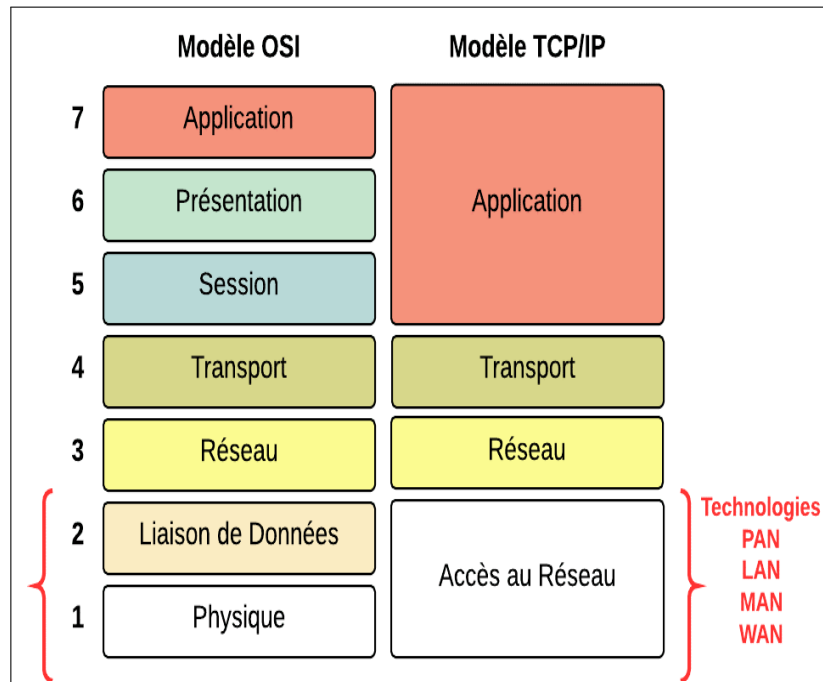 Modèle OSI
Modèle TCP/IP
7
Application
6
Présentation
Application
5
Session
4
Transport
Transport
3
Réseau
Réseau
2
Liaison de Données
Accès au Réseau
1
Physique
Technologies
PAN
LAN
MAN
WAN